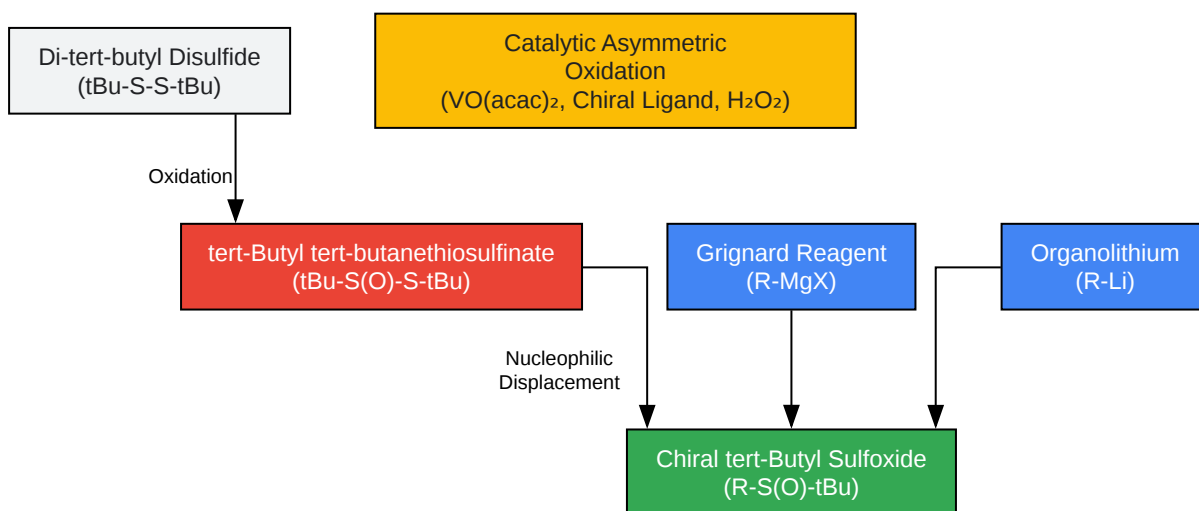 Di-tert-butyl Disulfide
(tBu-S-S-tBu)
Catalytic Asymmetric
Oxidation
(VO(acac)₂, Chiral Ligand, H₂O₂)
Oxidation
tert-Butyl tert-butanethiosulfinate
(tBu-S(O)-S-tBu)
Grignard Reagent
(R-MgX)
Organolithium
(R-Li)
Nucleophilic
Displacement
Chiral tert-Butyl Sulfoxide
(R-S(O)-tBu)